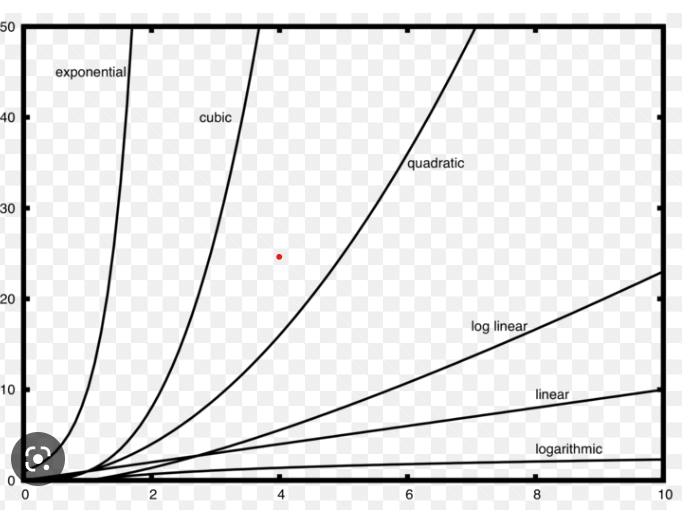 50
exponential
40
cubic
quadratic
30
20
log linear
10
linear
logarithmic
0
0 2 4 6 8 10